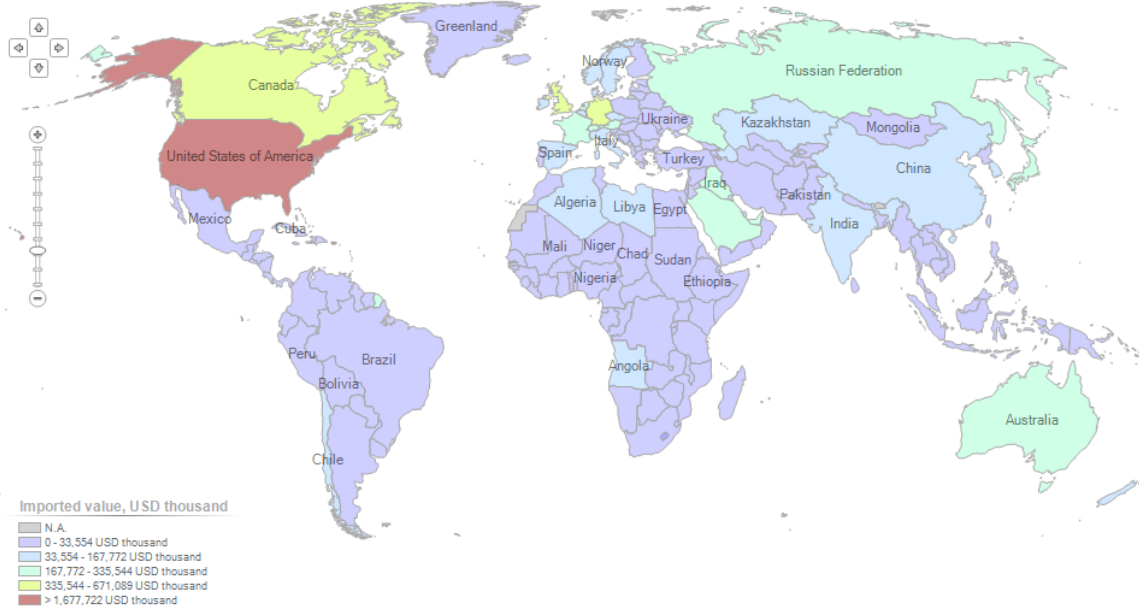 Greenland
Norway
Canada
Russian Federation
Ukraine
Kazakhstan
Mongolia
Italy
Spain
United States of America
Turkey
China
Iraq
Pakistan
Algeria
Libya
Egypt
India
Mexico
Cuba
Mali
Niger
Chad
Sudan
Nigeria
Ethiopia
Peru
Brazil
Angola
Bolivia
Australia
Chile
Imported value, USD thousand
N.A.
0 - 33,554 USD thousand
33,554 - 167,772 USD thousand
167,772 - 335,544 USD thousand
335,544 - 671,089 USD thousand
> 1,677,722 USD thousand